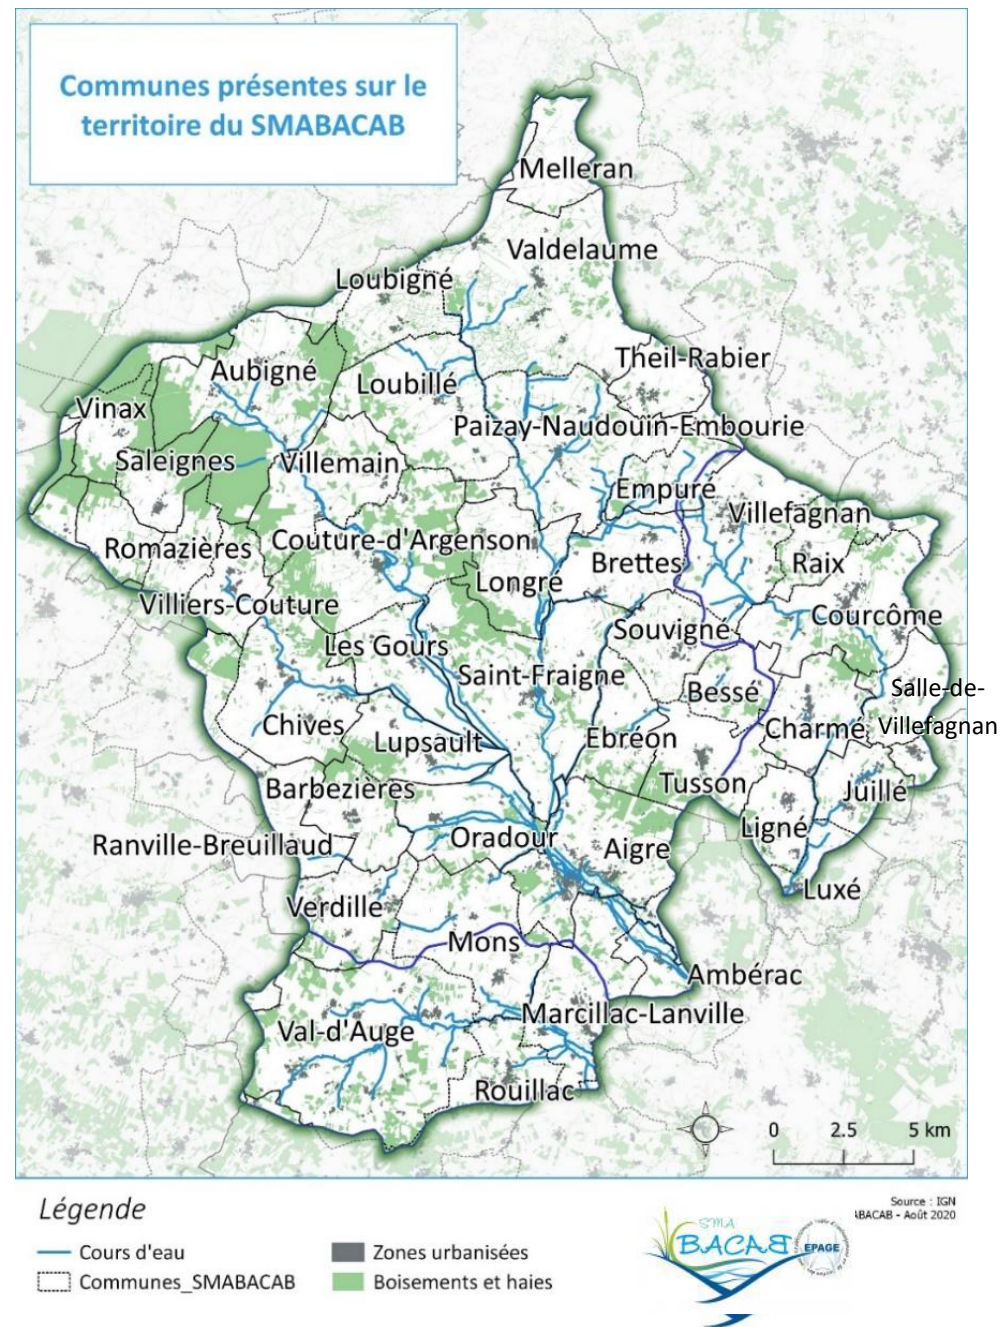 Communes présentes sur le
territoire du SMABACAB
Melleran
Valdelaume
Loubigné
Theil-Rabier
Aubigné
Loubillé
Vinax
Paizay-Naudouin-Embourie
Saleignes
Villemain
Empuré
Villefagnan
Couture-d'Argenson
Romazières
Brettes
Raix
Longré
Villiers-Couture
Courcôme
Souvigné
Les Gours
Saint-Fraigne
Bessé
Salle-de-
Villefagnan
Chives
Charmé
Lupsault
Ebréon
Tusson
Barbezières
Juillé
Ligné
Oradour
Ranville-Breuillaud
Aigre
Luxé
Verdille
Mons
Ambérac
Marcillac-Lanville
Val-d'Auge
Rouillac
0 2.5 5 km
Légende
Source : IGN
ABACAB - Août 2020
Cours d'eau
Zones urbanisées
Communes_SMABACAB
Boisements et haies
SMA
BACAB
EPAGE